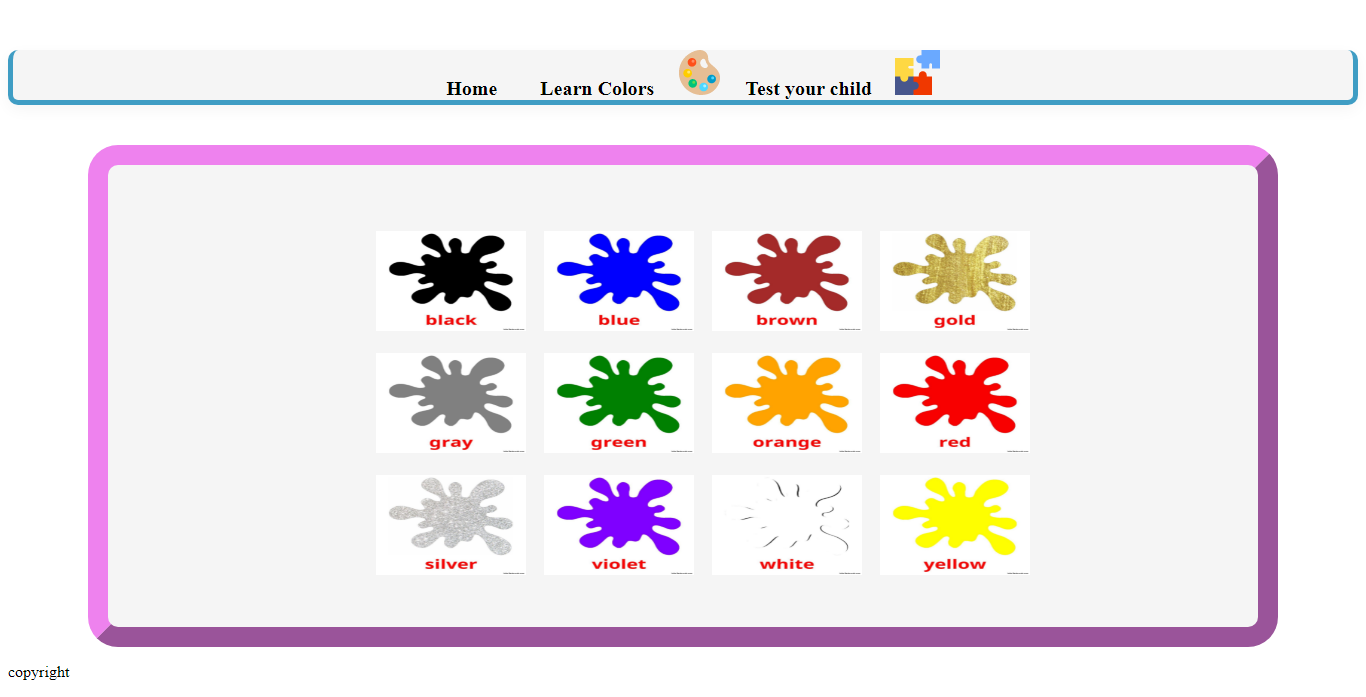 Home Learn Colors Test your child
black blue brown gold
gray green orange red
silver violet white yellow
copyright